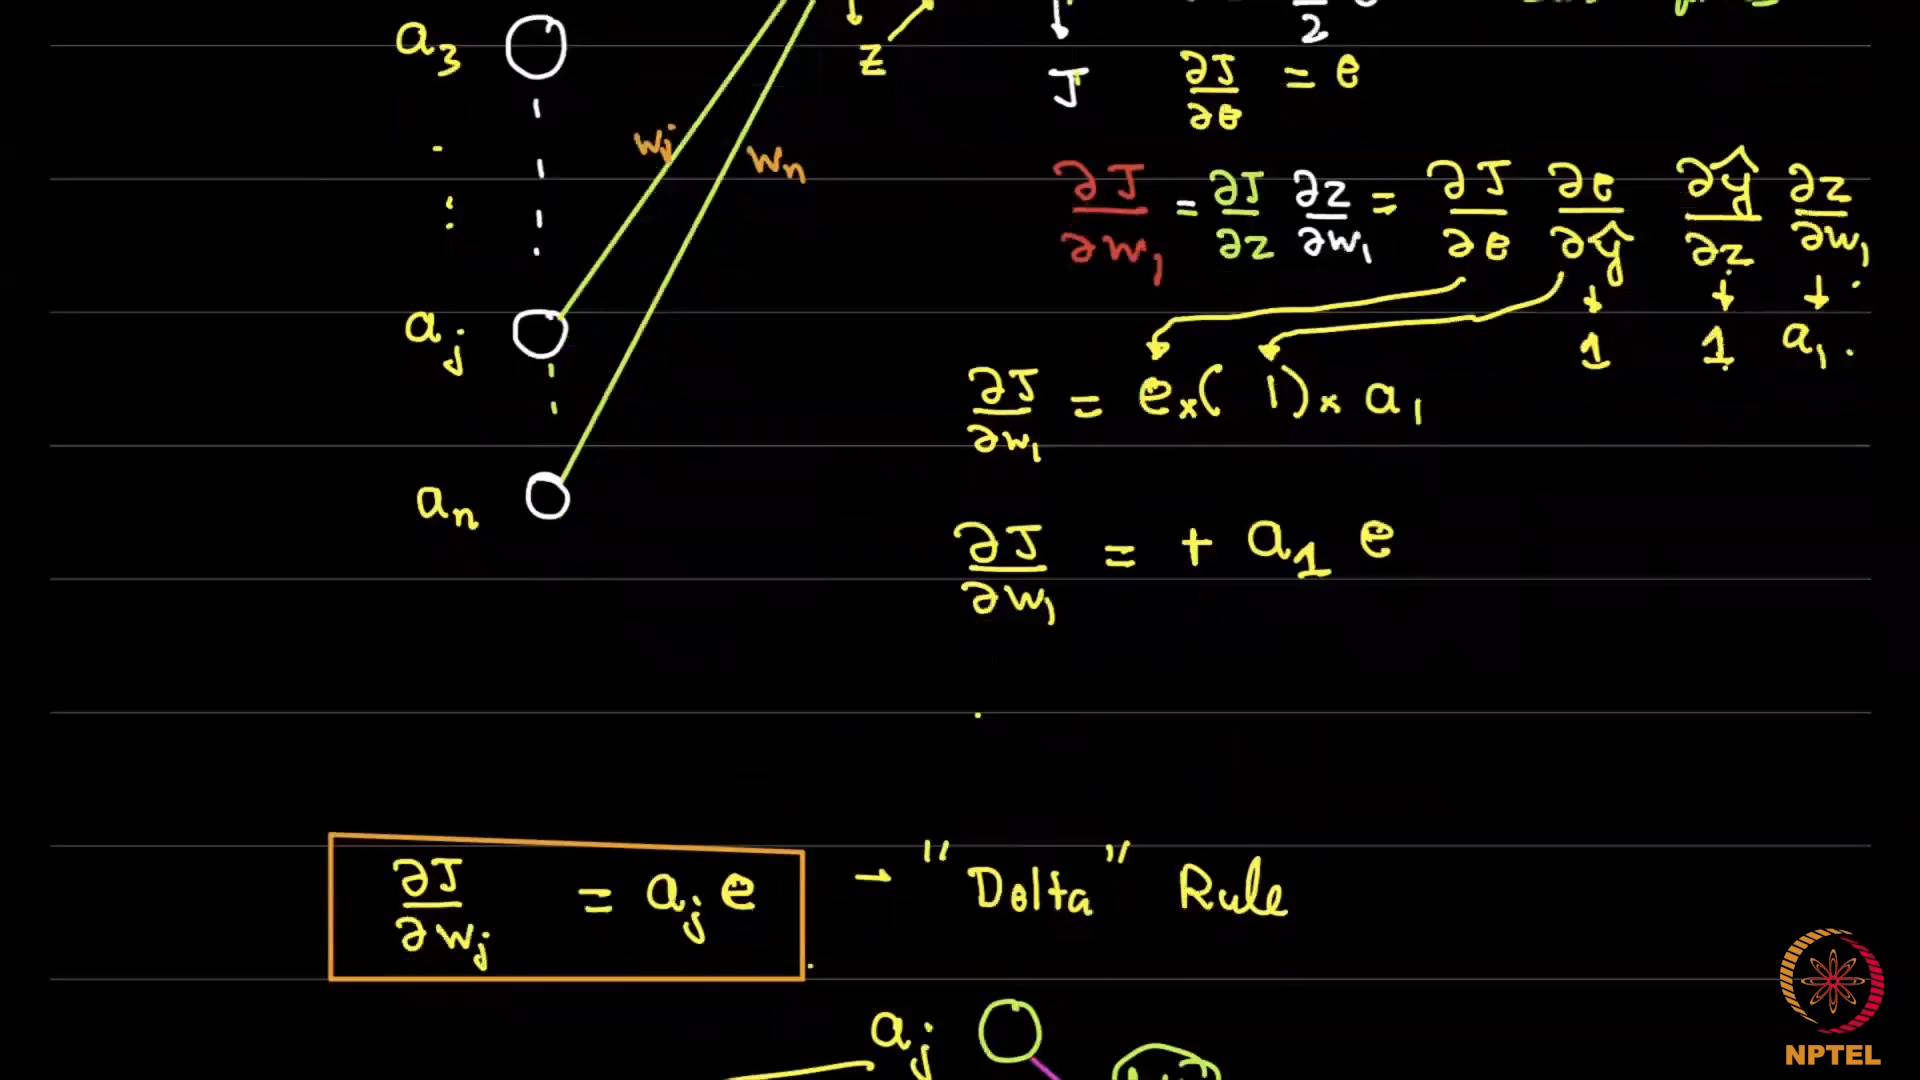 a₃
z
2
J
∂J/∂e = e
wⱼ
wₙ
∂J/∂w₁ = ∂J/∂z ∂z/∂w₁ = ∂J/∂e ∂e/∂ŷ ∂ŷ/∂z ∂z/∂w₁
aⱼ
1 1 a₁.
∂J/∂w₁ = e×( 1)× a₁
aₙ
∂J/∂w₁ = + a₁ e
∂J/∂wⱼ = aⱼ e → "Delta" Rule
aⱼ
NPTEL